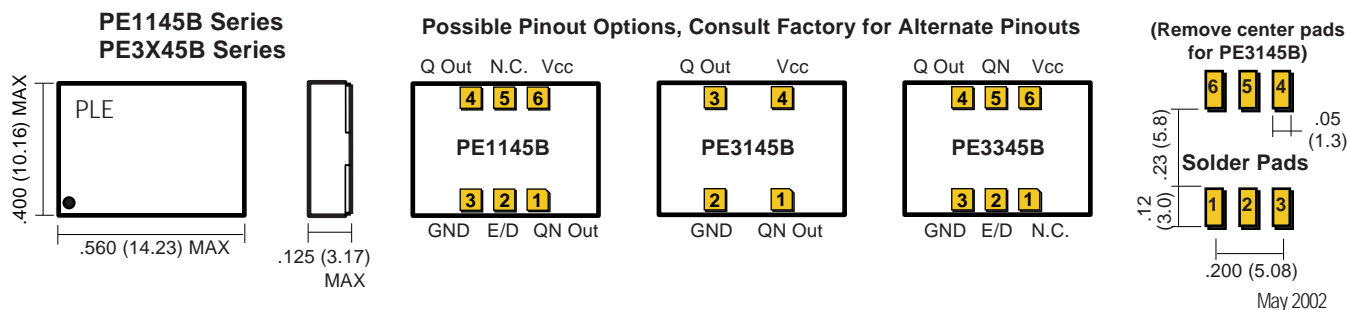 PE1145B Series
PE3X45B Series
PLE
.400 (10.16) MAX
.560 (14.23) MAX
.125 (3.17)
MAX
Possible Pinout Options, Consult Factory for Alternate Pinouts
Q Out N.C. Vcc
4 5 6
PE1145B
3 2 1
GND E/D QN Out
Q Out Vcc
3 4
PE3145B
2 1
GND QN Out
Q Out QN Vcc
4 5 6
PE3345B
3 2 1
GND E/D N.C.
(Remove center pads
for PE3145B)
6 5 4
.05
(1.3)
.23 (5.8)
Solder Pads
.12
(3.0)
1 2 3
.200 (5.08)
May 2002